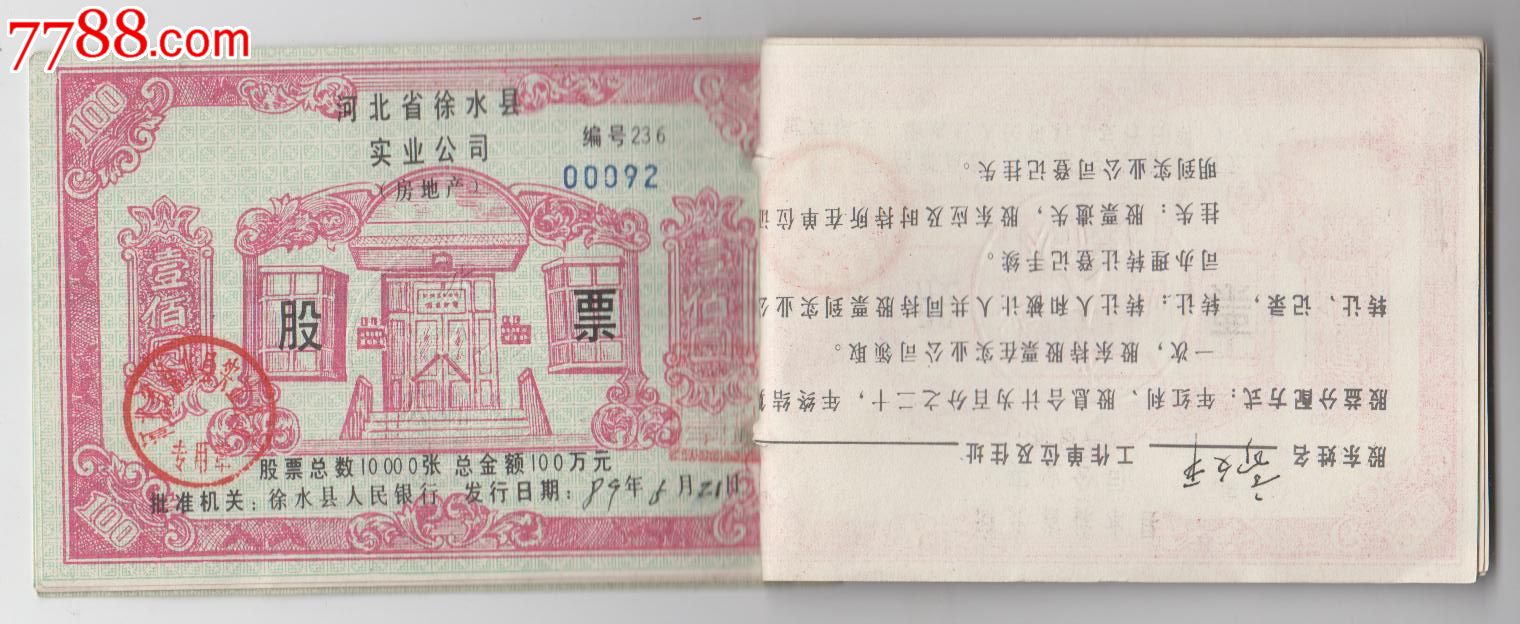 7788.com
100
河北省徐水县
实业公司
(房地产)
编号236
00092
壹佰
股 票
专用章
股票总数10000张 总金额100万元
批准机关：徐水县人民银行 发行日期：89年 月21日
100
股东姓名 工作单位及住址
股益分配方式：年红利、股息合计为百分之二十，年终结
一次，股东持股票在实业公司领取。
转让、记录，转让：转让人和被让人共同持股票到实业
司办理转让登记手续。
挂失：股票遗失，股东应及时持所在单位
明到实业公司登记挂失。